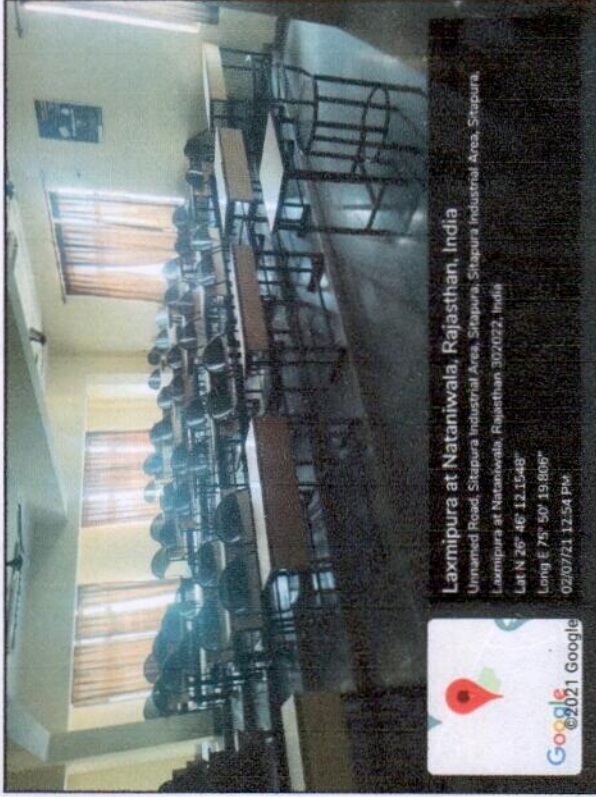 Laxmipura at Nataniwala, Rajasthan, India
Unnamed Road, Sitapura Industrial Area, Sitapura, Sitapura Industrial Area, Sitapura,
Laxmipura at Nataniwala, Rajasthan 302022, India
Lat N 26° 46' 12.1548"
Long E 75° 50' 19.806"
02/07/21 12:54 PM
Google
©2021 Google